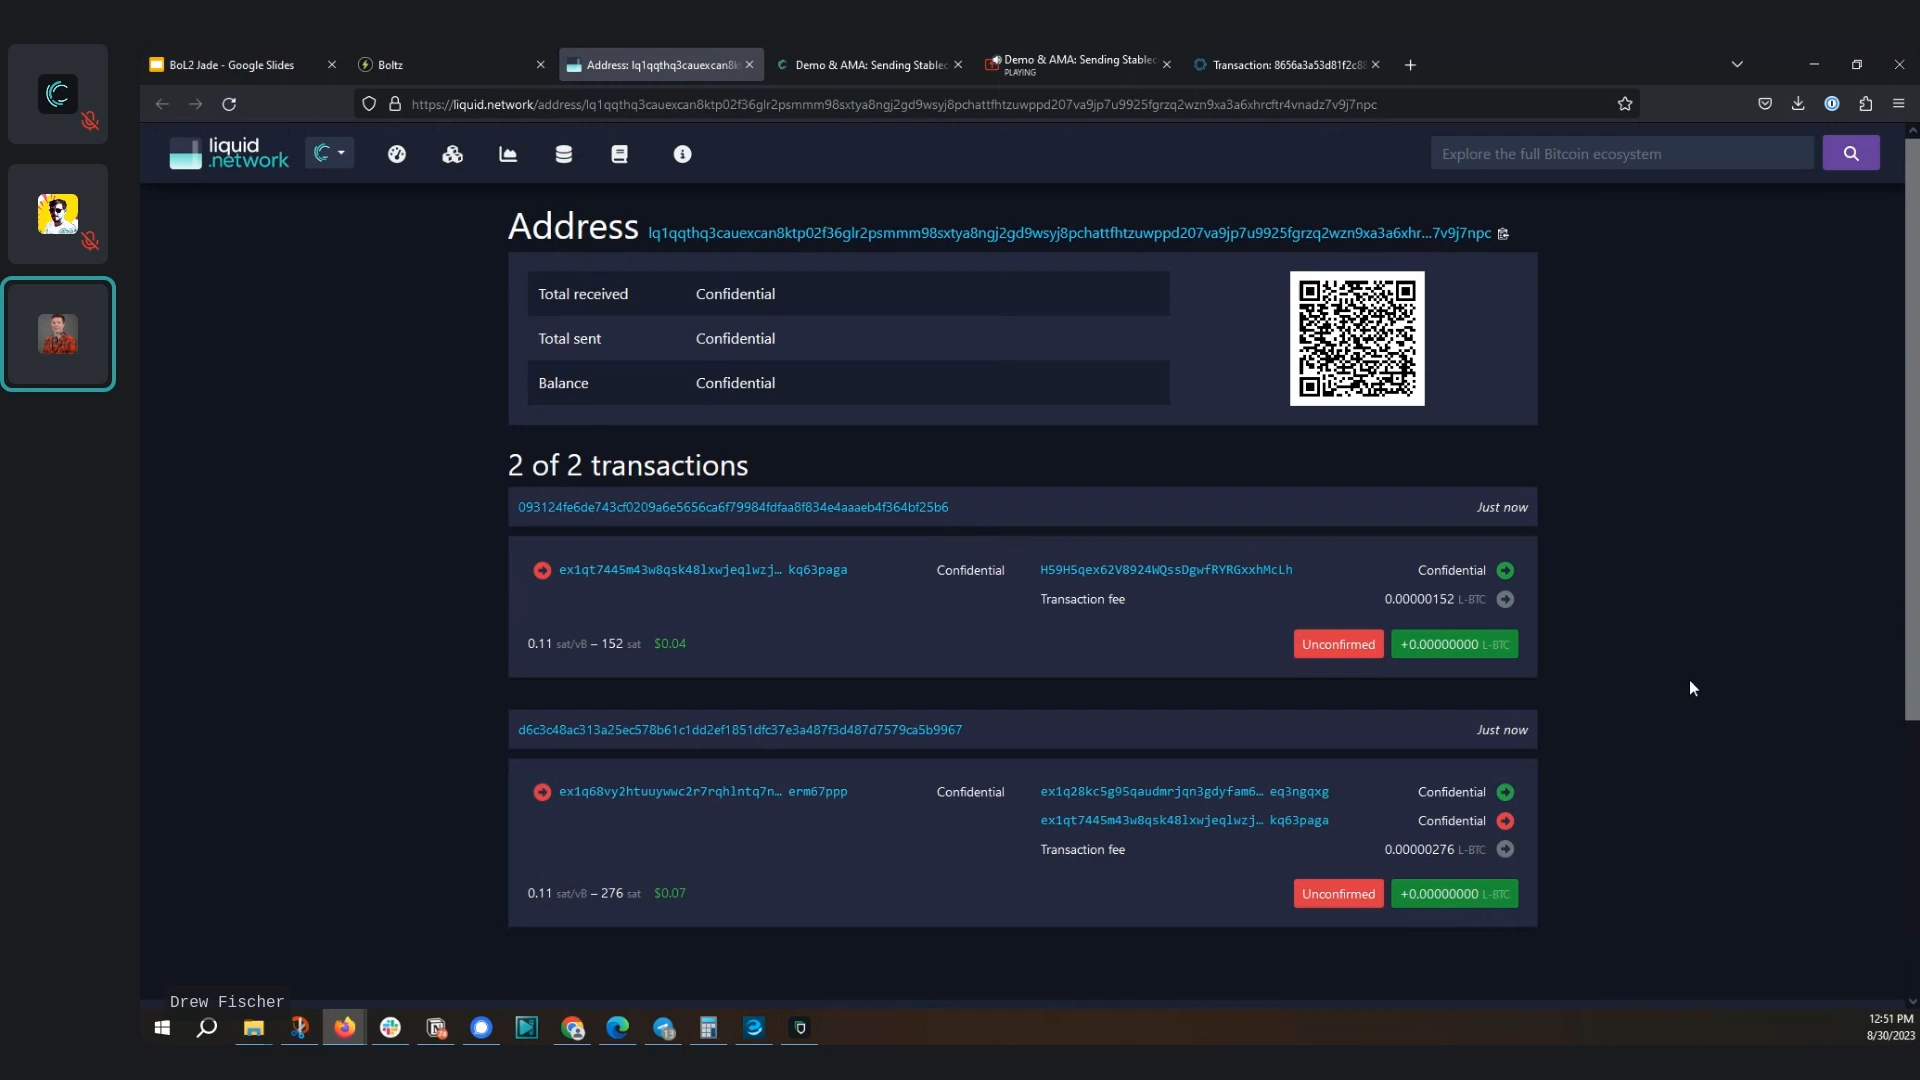 BoL2 Jade - Google Slides
Boltz
Address: lq1qqthq3cauexcan8k
Demo & AMA: Sending Stablec
Demo & AMA: Sending Stablec
PLAYING
Transaction: 8656a3a53d81f2c88
https://liquid.network/address/lq1qqthq3cauexcan8ktp02f36glr2psmmm98sxtya8ngj2gd9wsyj8pchattfhtzuwppd207va9jp7u9925fgrzq2wzn9xa3a6xhrcftr4vnadz7v9j7npc
liquid
.network
Explore the full Bitcoin ecosystem
Address lq1qqthq3cauexcan8ktp02f36glr2psmmm98sxtya8ngj2gd9wsyj8pchattfhtzuwppd207va9jp7u9925fgrzq2wzn9xa3a6xhr...7v9j7npc
Total received Confidential
Total sent Confidential
Balance Confidential
2 of 2 transactions
093124fe6de743cf0209a6e5656ca6f79984fdfaa8f834e4aaaeb4f364bf25b6 Just now
ex1qt7445m43w8qsk48lxwjeqlwzj… kq63paga Confidential H59H5qex62V8924WQssDgwfRYRGxxhMcLh Confidential
Transaction fee 0.00000152 L-BTC
0.11 sat/vB – 152 sat $0.04 Unconfirmed +0.00000000 L-BTC
d6c3c48ac313a25ec578b61c1dd2ef1851dfc37e3a487f3d487d7579ca5b9967 Just now
ex1q68vy2htuuywwc2r7rqhlntq7n… erm67ppp Confidential ex1q28kc5g95qaudmrjqn3gdyfam6… eq3ngqxg Confidential
ex1qt7445m43w8qsk48lxwjeqlwzj… kq63paga Confidential
Transaction fee 0.00000276 L-BTC
0.11 sat/vB – 276 sat $0.07 Unconfirmed +0.00000000 L-BTC
Drew Fischer
12:51 PM
8/30/2023